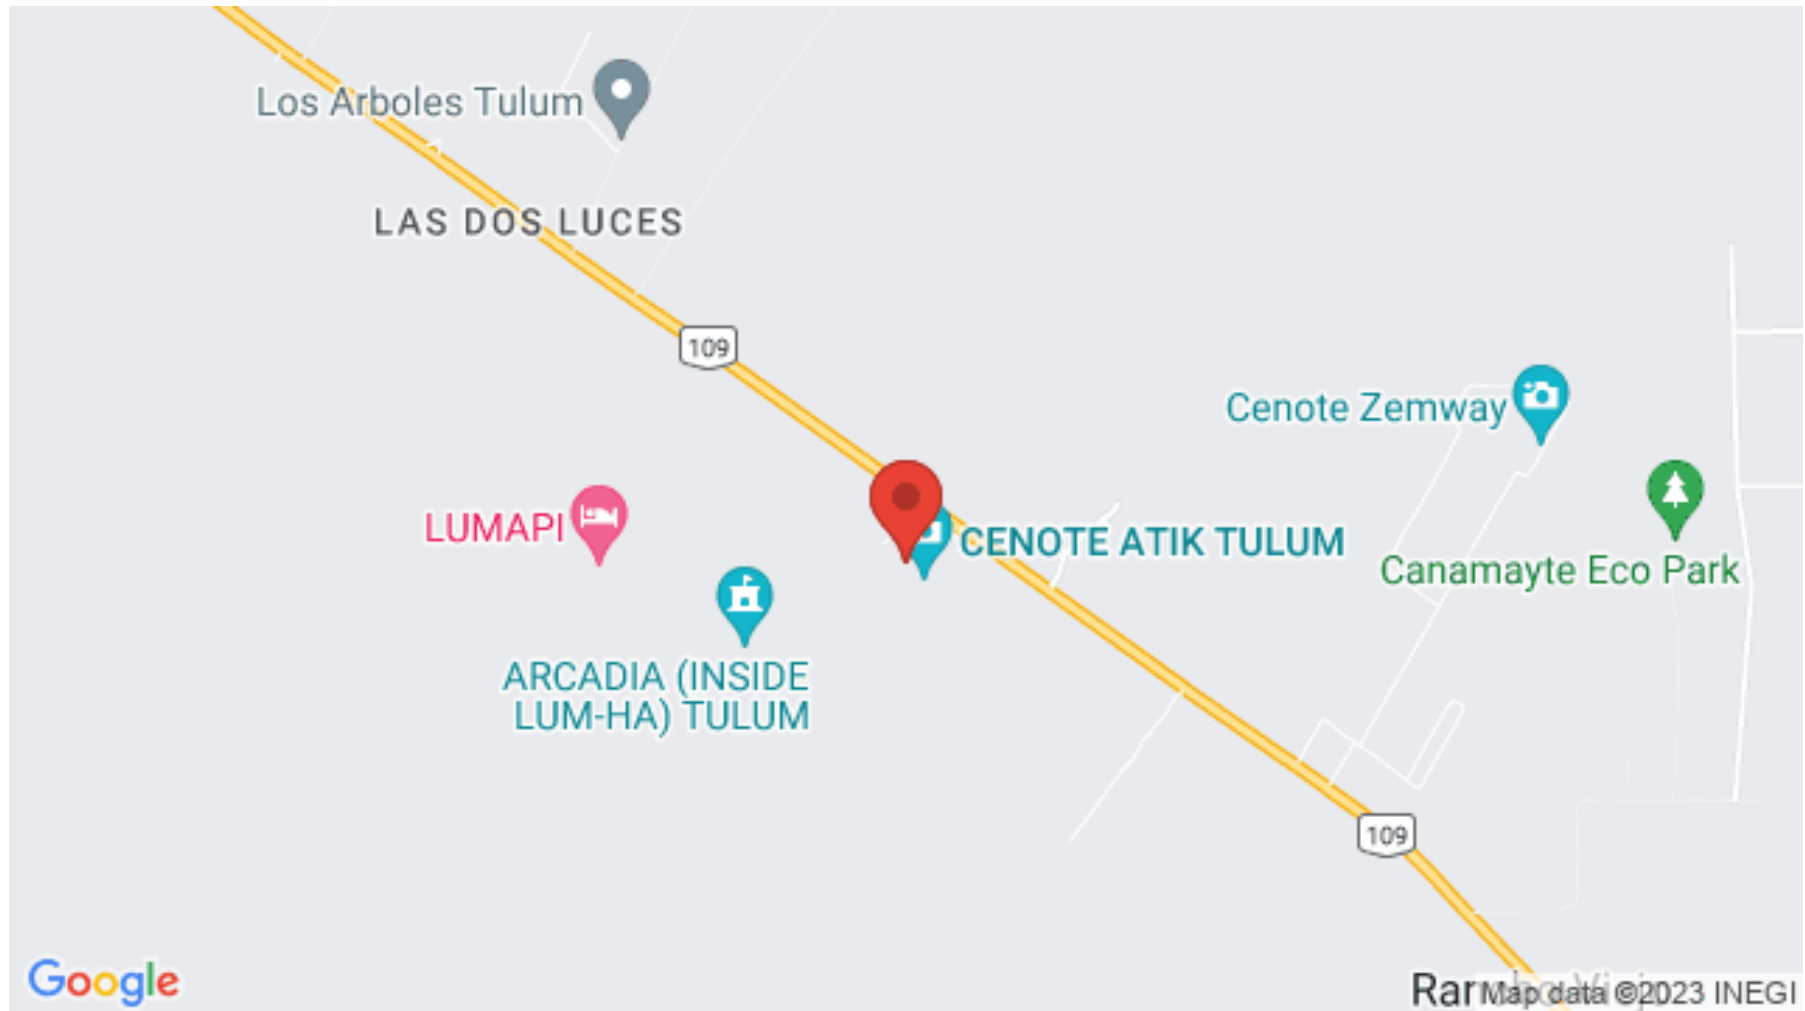 Los Arboles Tulum
LAS DOS LUCES
109
Cenote Zemway
LUMAPI
CENOTE ATIK TULUM
Canamayte Eco Park
ARCADIA (INSIDE
LUM-HA) TULUM
109
Google
Map data ©2023 INEGI